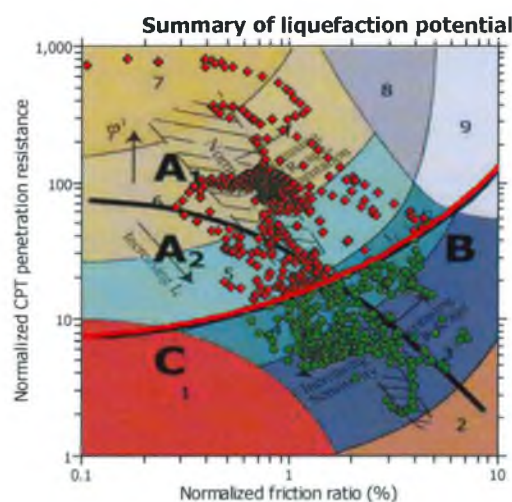 Summary of liquefaction potential
1,000
7
8
9
φ'
100
A1
6
A2
Increasing
5
B
10
3
C
1
2
1
0.1
1
10
Normalized CPT penetration resistance
Normalized friction ratio (%)